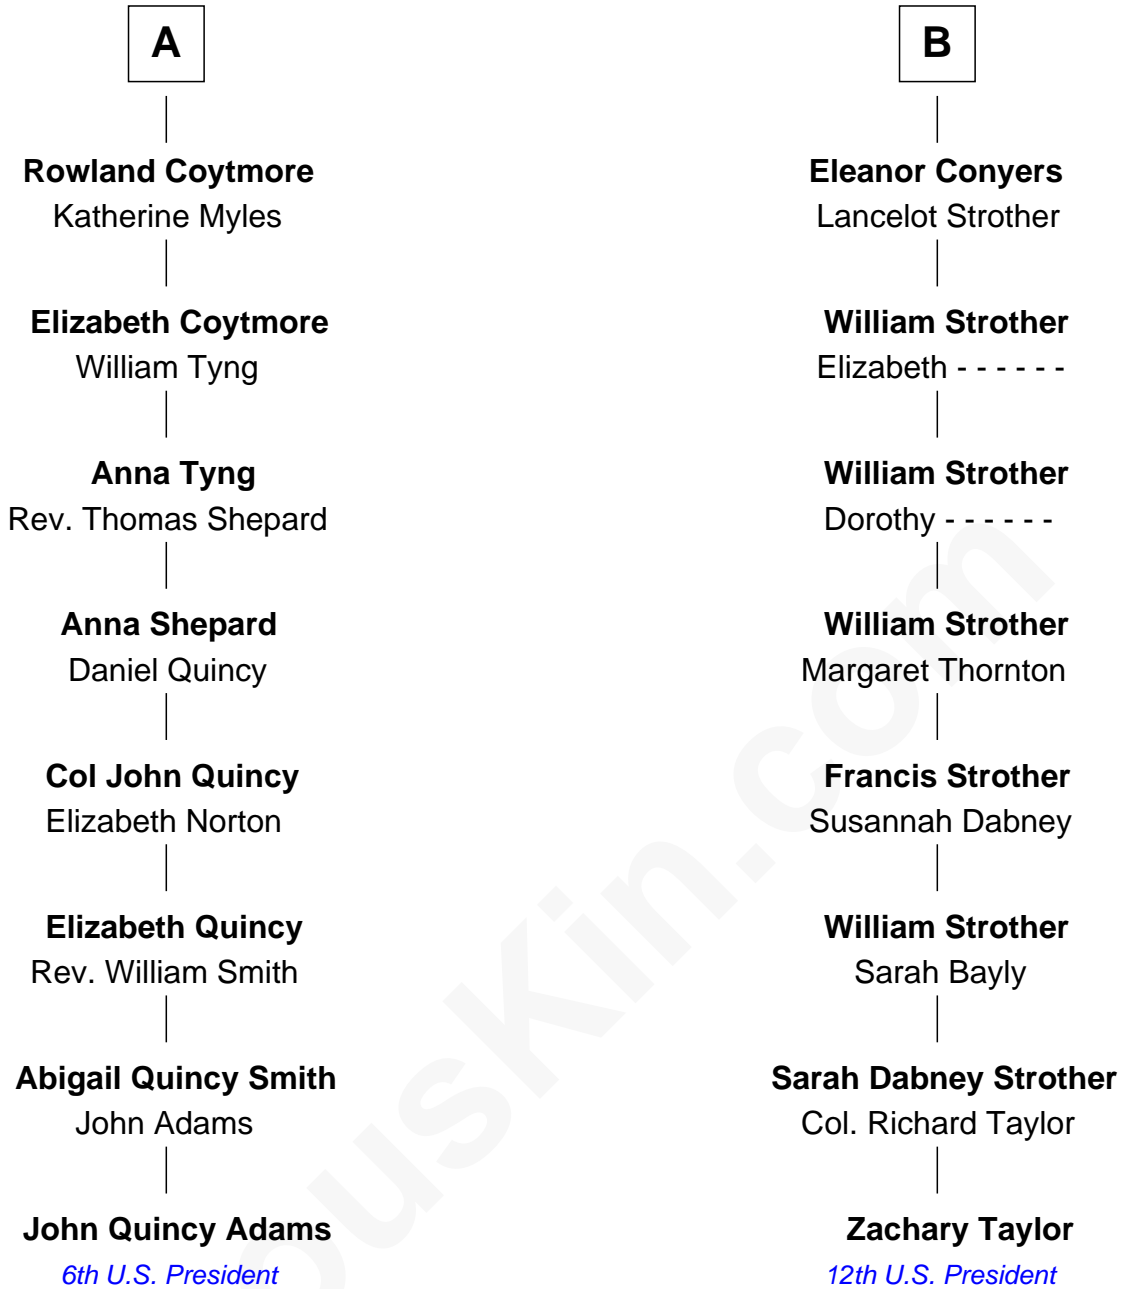 A
Rowland Coytmore
Katherine Myles
Elizabeth Coytmore
William Tyng
Anna Tyng
Rev. Thomas Shepard
Anna Shepard
Daniel Quincy
Col John Quincy
Elizabeth Norton
Elizabeth Quincy
Rev. William Smith
Abigail Quincy Smith
John Adams
John Quincy Adams
6th U.S. President
B
Eleanor Conyers
Lancelot Strother
William Strother
Elizabeth - - - - - -
William Strother
Dorothy - - - - - -
William Strother
Margaret Thornton
Francis Strother
Susannah Dabney
William Strother
Sarah Bayly
Sarah Dabney Strother
Col. Richard Taylor
Zachary Taylor
12th U.S. President
ousKin.com